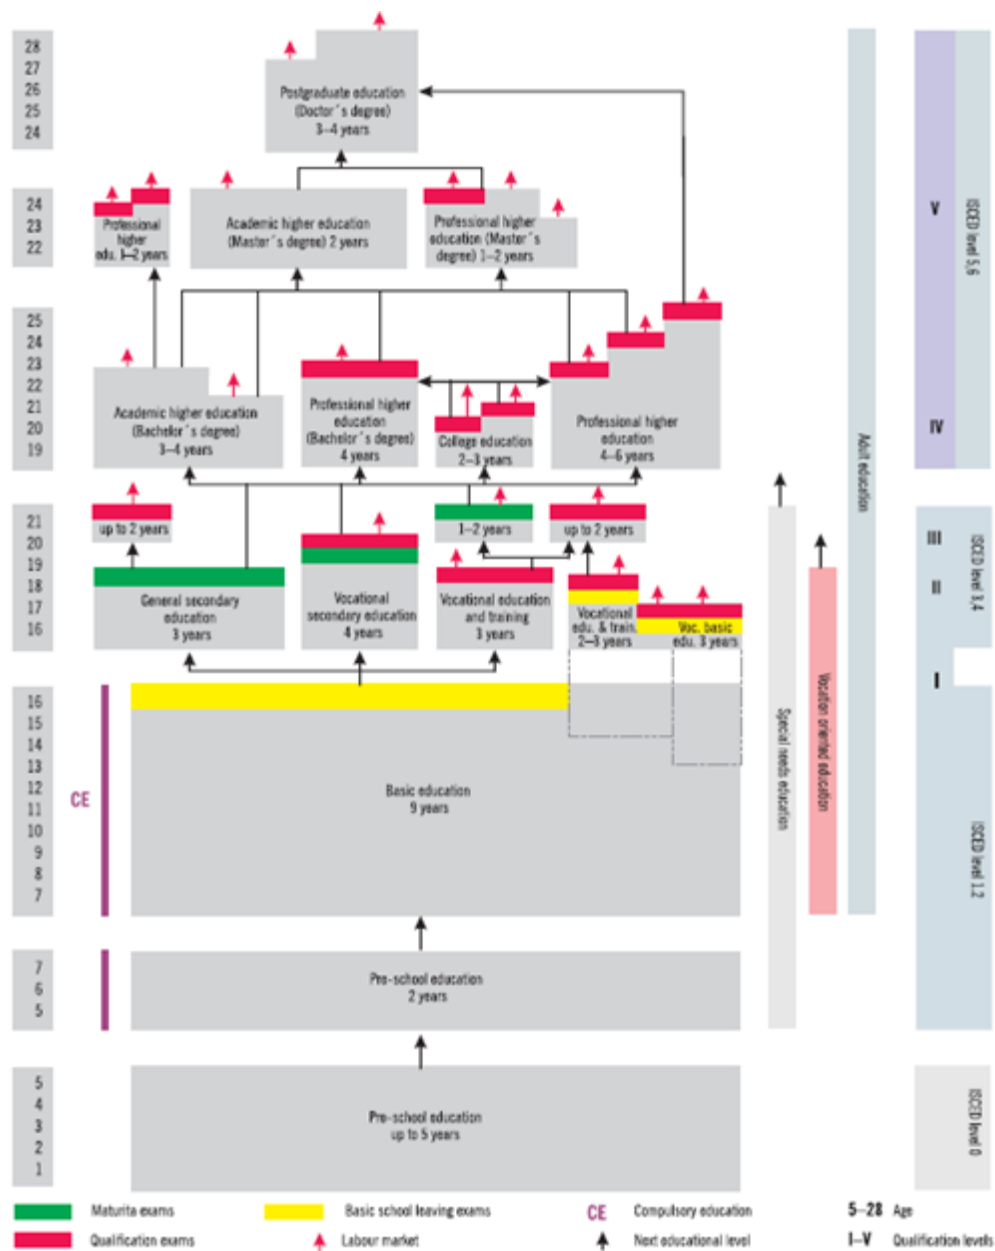 28
27
26
25
24
Postgraduate education
(Doctor´s degree)
3–4 years
24
23
22
Professional
higher
edu. 1–2 years
Academic higher education
(Master´s degree) 2 years
Professional higher
education (Master´s
degree) 1–2 years
V
ISCED level 5,6
25
24
23
22
21
20
19
Academic higher education
(Bachelor´s degree)
3–4 years
Professional higher
education
(Bachelor´s degree)
4 years
College education
2–3 years
Professional higher
education
4–6 years
IV
Adult education
21
20
19
18
17
16
up to 2 years
1–2 years
up to 2 years
General secondary
education
3 years
Vocational
secondary education
4 years
Vocational education
and training
3 years
Vocational
edu. & train.
2–3 years
Voc. basic
edu. 3 years
III
II
ISCED level 3,4
I
16
15
14
13
12
11
10
9
8
7
CE
Basic education
9 years
Special needs education
Vocation oriented education
ISCED level 1.2
7
6
5
Pre-school education
2 years
5
4
3
2
1
Pre-school education
up to 5 years
ISCED level 0
Maturita exams
Basic school leaving exams
CE Compulsory education
5–28 Age
Qualification exams
Labour market
Next educational level
I–V Qualification levels